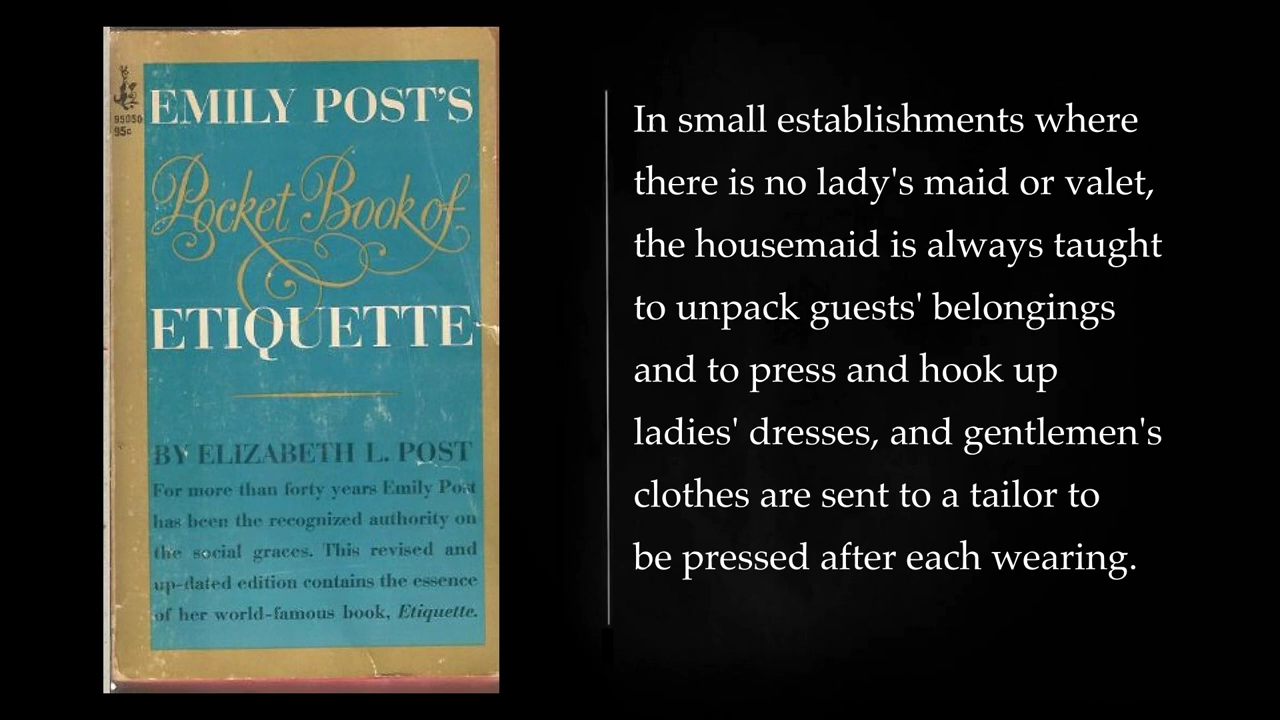 EMILY POST'S
95050
95c
Pocket Book of
ETIQUETTE
BY ELIZABETH L. POST
For more than forty years Emily Post
has been the recognized authority on
the social graces. This revised and
up-dated edition contains the essence
of her world-famous book, Etiquette.
In small establishments where
there is no lady's maid or valet,
the housemaid is always taught
to unpack guests' belongings
and to press and hook up
ladies' dresses, and gentlemen's
clothes are sent to a tailor to
be pressed after each wearing.